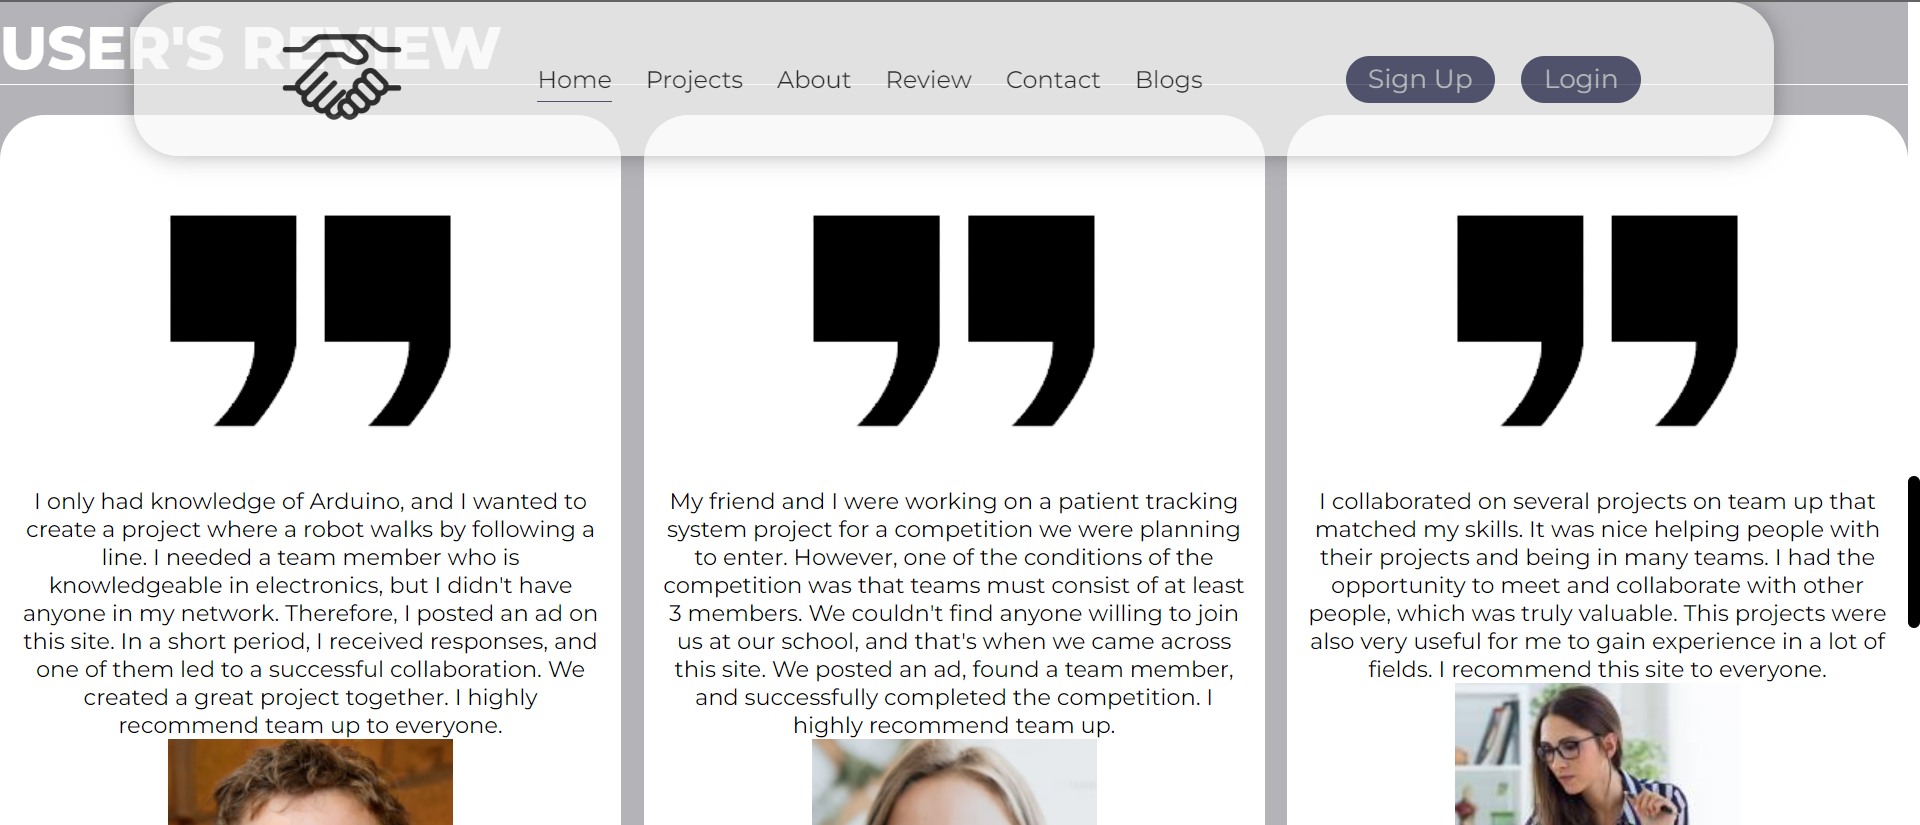 USER'S REVIEW
Home Projects About Review Contact Blogs Sign Up Login
I only had knowledge of Arduino, and I wanted to
create a project where a robot walks by following a
line. I needed a team member who is
knowledgeable in electronics, but I didn't have
anyone in my network. Therefore, I posted an ad on
this site. In a short period, I received responses, and
one of them led to a successful collaboration. We
created a great project together. I highly
recommend team up to everyone.
My friend and I were working on a patient tracking
system project for a competition we were planning
to enter. However, one of the conditions of the
competition was that teams must consist of at least
3 members. We couldn't find anyone willing to join
us at our school, and that's when we came across
this site. We posted an ad, found a team member,
and successfully completed the competition. I
highly recommend team up.
I collaborated on several projects on team up that
matched my skills. It was nice helping people with
their projects and being in many teams. I had the
opportunity to meet and collaborate with other
people, which was truly valuable. This projects were
also very useful for me to gain experience in a lot of
fields. I recommend this site to everyone.